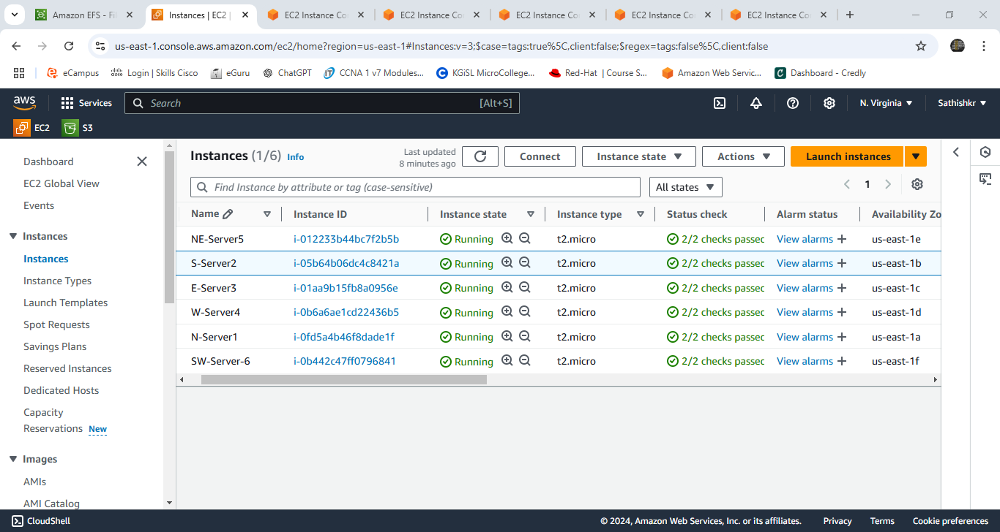 Amazon EFS - Fil
Instances | EC2 |
EC2 Instance Co
EC2 Instance Co
EC2 Instance Co
EC2 Instance Co
EC2 Instance Co
us-east-1.console.aws.amazon.com/ec2/home?region=us-east-1#Instances:v=3;$case=tags:true%5C,client:false;$regex=tags:false%5C,client:false
eCampus
Login | Skills Cisco
eGuru
ChatGPT
CCNA 1 v7 Modules...
KGiSL MicroCollege...
Red-Hat | Course S...
Amazon Web Servic...
Dashboard - Credly
aws
Services
Search
[Alt+S]
N. Virginia
Sathishkr
EC2
S3
Dashboard
EC2 Global View
Events
Instances
Instances
Instance Types
Launch Templates
Spot Requests
Savings Plans
Reserved Instances
Dedicated Hosts
Capacity
Reservations New
Images
AMIs
AMI Catalog
Instances (1/6) Info
Last updated
8 minutes ago
Connect
Instance state
Actions
Launch instances
Find Instance by attribute or tag (case-sensitive)
All states
1
Name Instance ID Instance state Instance type Status check Alarm status Availability Zo
NE-Server5 i-012233b44bc7f2b5b Running t2.micro 2/2 checks passed View alarms + us-east-1e
S-Server2 i-05b64b06dc4c8421a Running t2.micro 2/2 checks passed View alarms + us-east-1b
E-Server3 i-01aa9b15fb8a0956e Running t2.micro 2/2 checks passed View alarms + us-east-1c
W-Server4 i-0b6a6ae1cd22436b5 Running t2.micro 2/2 checks passed View alarms + us-east-1d
N-Server1 i-0fd5a4b46f8dade1f Running t2.micro 2/2 checks passed View alarms + us-east-1a
SW-Server-6 i-0b442c47ff0796841 Running t2.micro 2/2 checks passed View alarms + us-east-1f
CloudShell
© 2024, Amazon Web Services, Inc. or its affiliates.
Privacy
Terms
Cookie preferences